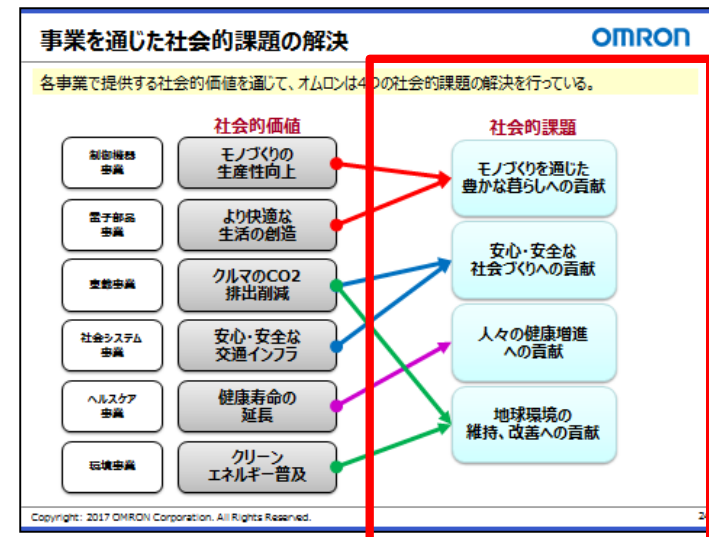 事業を通じた社会的課題の解決
OMRON
各事業で提供する社会的価値を通じて、オムロンは4つの社会的課題の解決を行っている。
社会的価値
社会的課題
制御機器
事業
モノづくりの
生産性向上
電子部品
事業
より快適な
生活の創造
車載事業
クルマのCO2
排出削減
社会システム
事業
安心・安全な
交通インフラ
ヘルスケア
事業
健康寿命の
延長
環境事業
クリーン
エネルギー普及
モノづくりを通じた
豊かな暮らしへの貢献
安心・安全な
社会づくりへの貢献
人々の健康増進
への貢献
地球環境の
維持、改善への貢献
Copyright: 2017 OMRON Corporation. All Rights Reserved.